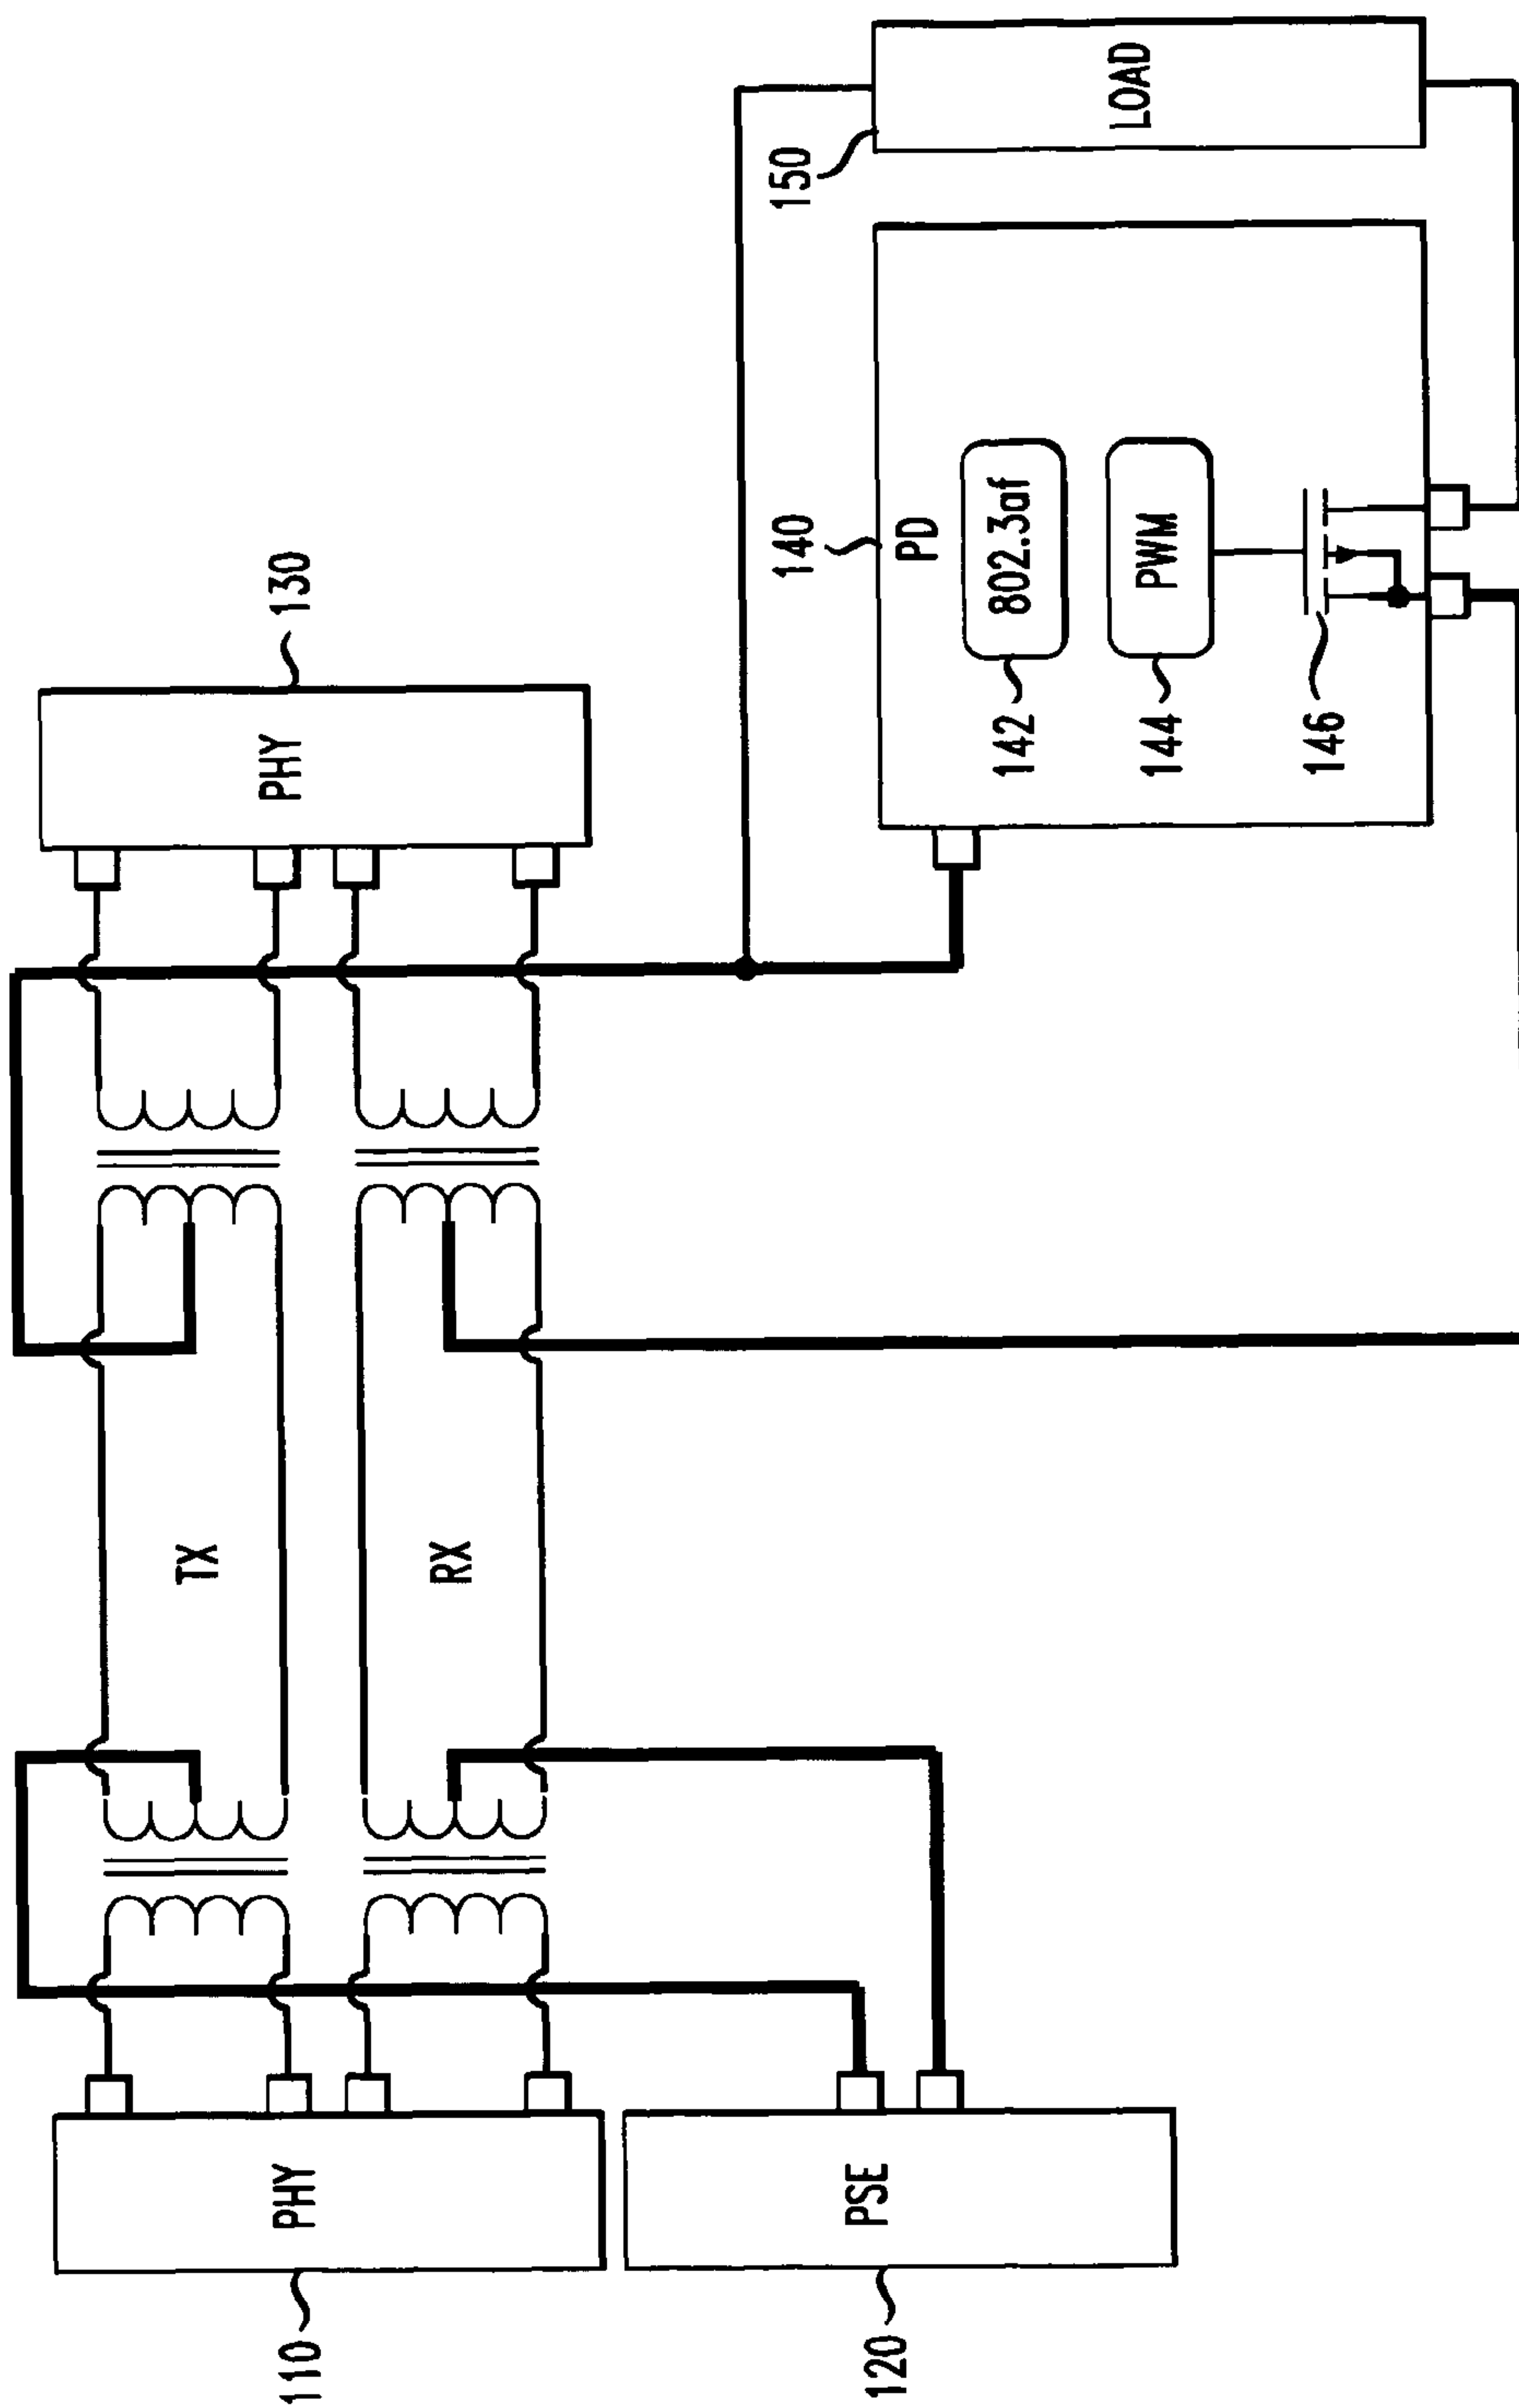 110
PHY
TX
RX
PHY
130
120
PSE
140
PD
142
802.3af
144
PWM
146
150
LOAD